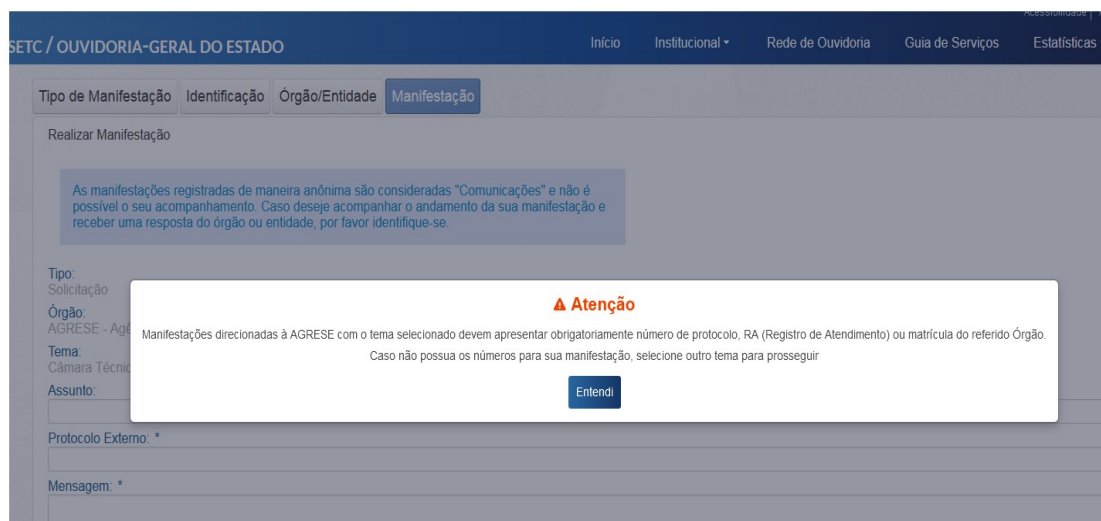 Acessibilidade |
SETC / OUVIDORIA-GERAL DO ESTADO
Início Institucional Rede de Ouvidoria Guia de Serviços Estatísticas
Tipo de Manifestação Identificação Órgão/Entidade Manifestação
Realizar Manifestação
As manifestações registradas de maneira anônima são consideradas "Comunicações" e não é
possível o seu acompanhamento. Caso deseje acompanhar o andamento da sua manifestação e
receber uma resposta do órgão ou entidade, por favor identifique-se.
Tipo:
Solicitação
Órgão:
AGRESE - Agê
Tema:
Câmara Técnic
Assunto:
Protocolo Externo: *
Mensagem: *
Atenção
Manifestações direcionadas à AGRESE com o tema selecionado devem apresentar obrigatoriamente número de protocolo, RA (Registro de Atendimento) ou matrícula do referido Órgão.
Caso não possua os números para sua manifestação, selecione outro tema para prosseguir
Entendi